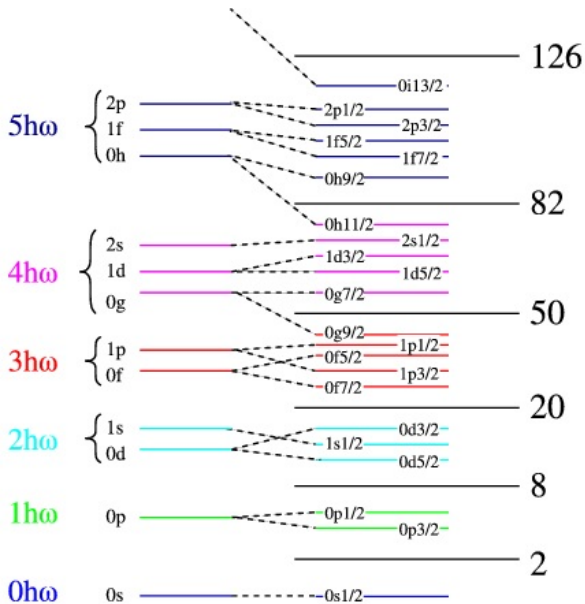 126
0i13/2
2p1/2
2p
2p3/2
5hω
1f
1f5/2
1f7/2
0h
0h9/2
82
0h11/2
2s
2s1/2
1d3/2
4hω
1d
1d5/2
0g
0g7/2
50
0g9/2
1p
1p1/2
0f5/2
3hω
0f
1p3/2
0f7/2
20
1s
0d3/2
2hω
1s1/2
0d
0d5/2
8
1hω
0p
0p1/2
0p3/2
2
0hω
0s
0s1/2